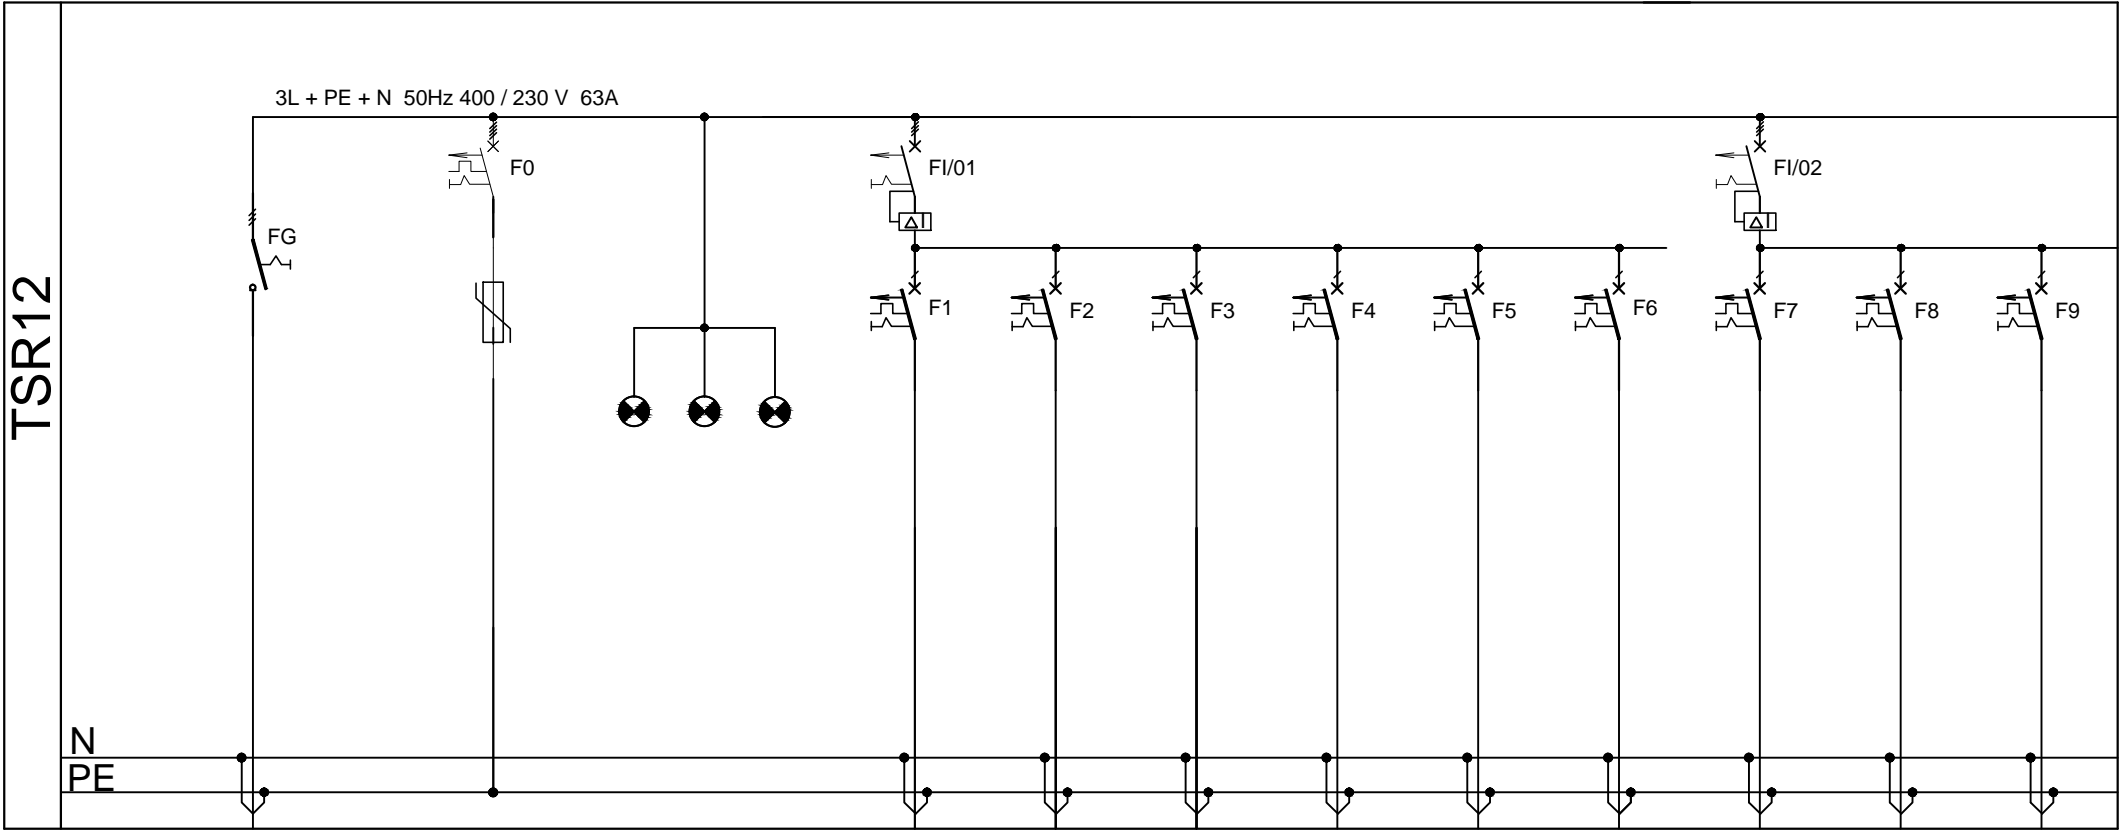 TSR12
3L + PE + N 50Hz 400 / 230 V 63A
F0
FI/01
FI/02
FG
F1
F2
F3
F4
F5
F6
F7
F8
F9
I
I
N
PE